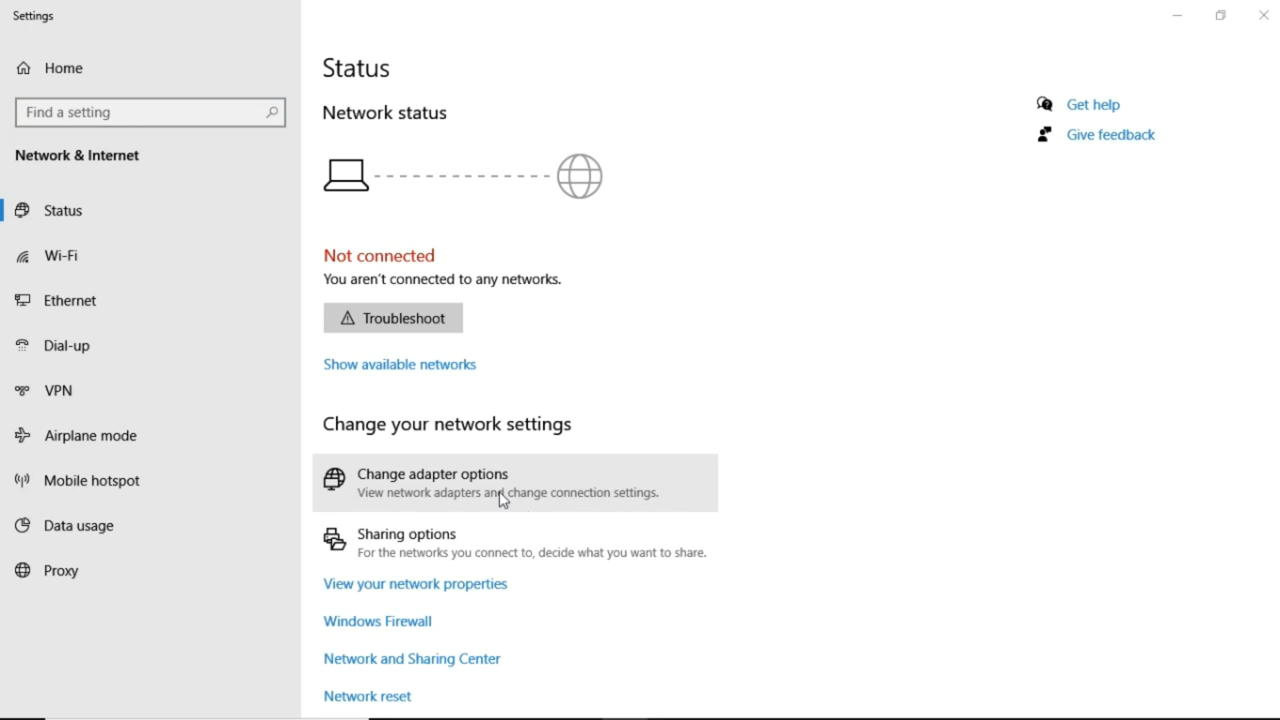 Settings
Home
Find a setting
Network & Internet
Status
Wi-Fi
Ethernet
Dial-up
VPN
Airplane mode
Mobile hotspot
Data usage
Proxy
Status
Network status
Not connected
You aren't connected to any networks.
Troubleshoot
Show available networks
Change your network settings
Change adapter options
View network adapters and change connection settings.
Sharing options
For the networks you connect to, decide what you want to share.
View your network properties
Windows Firewall
Network and Sharing Center
Network reset
Get help
Give feedback